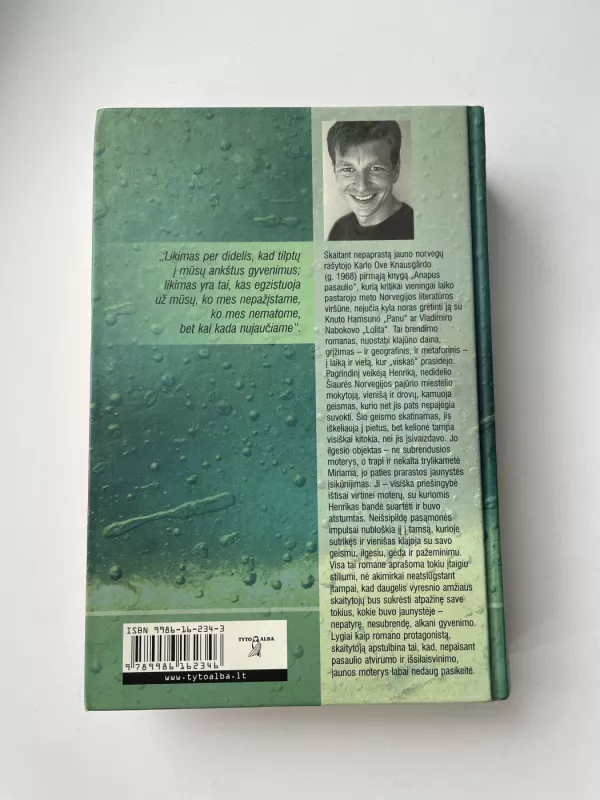 „Likimas per didelis, kad tilptų
į mūsų ankštus gyvenimus;
likimas yra tai, kas egzistuoja
už mūsų, ko mes nepažįstame,
ko mes nematome,
bet kai kada nujaučiame“.
Skaitant nepaprastą jauno norvegų
rašytojo Karlo Ove Knausgårdo
(g. 1968) pirmąją knygą „Anapus
pasaulio“, kurią kritikai vieningai laiko
pastarojo meto Norvegijos literatūros
viršūne, nejučia kyla noras gretinti ją su
Knuto Hamsuno „Panu“ ar Vladimiro
Nabokovo „Lolita“. Tai brendimo
romanas, nuostabi klajūno daina,
grįžimas – ir geografinis, ir metaforinis –
į laiką ir vietą, kur „viskas“ prasidėjo.
Pagrindinį veikėją Henriką, nedidelio
Šiaurės Norvegijos pajūrio miestelio
mokytoją, vienišą ir drovų, kamuoja
geismas, kurio net jis pats nepajėgia
suvokti. Šio geismo skatinamas, jis
iškeliauja į pietus, bet kelionė tampa
visiškai kitokia, nei jis įsivaizdavo. Jo
ilgesio objektas – ne subrendusios
moterys, o trapi ir nekalta trylikametė
Miriama, jo paties prarastos jaunystės
įsikūnijimas. Ji – visiška priešingybė
ištisai virtinei moterų, su kuriomis
Henrikas bandė suartėti ir buvo
atstumtas. Neišsipildę pasąmonės
impulsai nubloškia jį į tamsą, kurioje
sutrikęs ir vienišas klajoja su savo
geismu, ilgesiu, gėda ir pažeminimu.
Visa tai romane aprašoma tokiu įtaigiu
stiliumi, nė akimirkai neatslūgstant
įtampai, kad daugelis vyresnio amžiaus
skaitytojų bus sukrėsti atpažinę save
tokius, kokie buvo jaunystėje –
nepatyrę, nesubrendę, alkani gyvenimo.
Lygiai kaip romano protagonistą,
skaitytoją apstulbina tai, kad, nepaisant
pasaulio atvirumo ir išsilaisvinimo,
jaunos moterys labai nedaug pasikeitė.
ISBN 9986-16-234-3
TYTO ALBA
9 789986 162346
www.tytoalba.lt